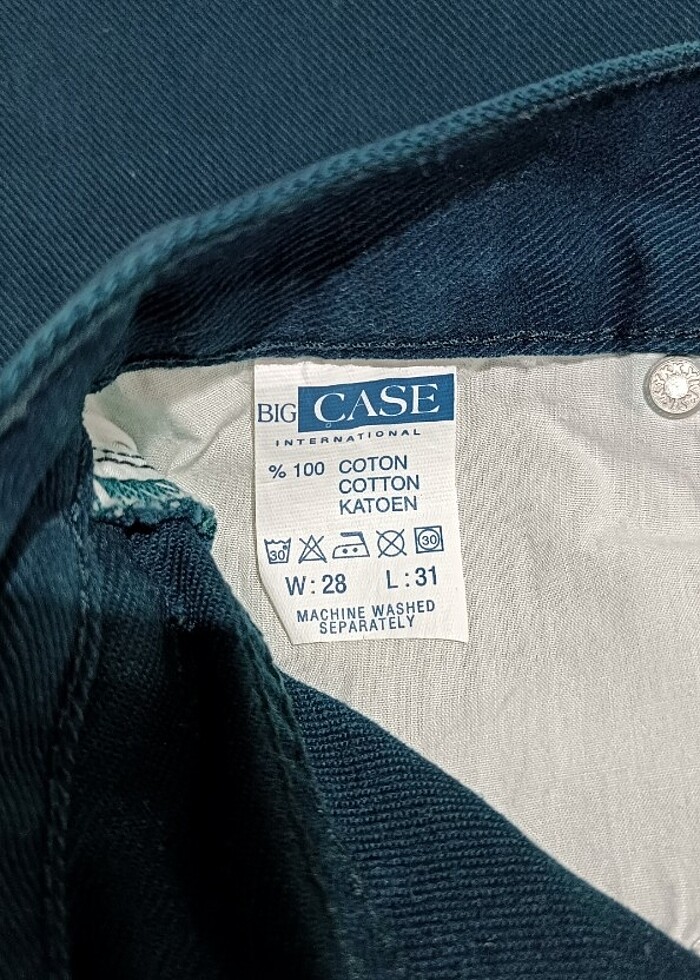 BIG CASE
INTERNATIONAL
% 100 COTON
COTTON
KATOEN
30 30
W:28 L:31
MACHINE WASHED
SEPARATELY